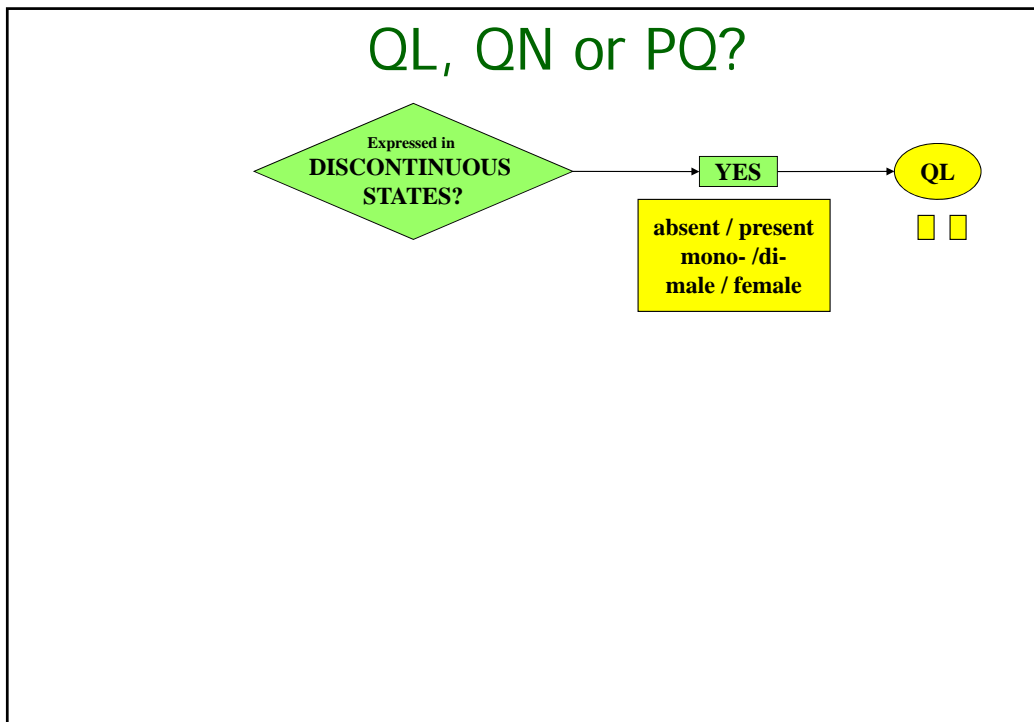 QL, QN or PQ?
Expressed in
DISCONTINUOUS
STATES?
YES
QL
absent / present
mono- /di-
male / female